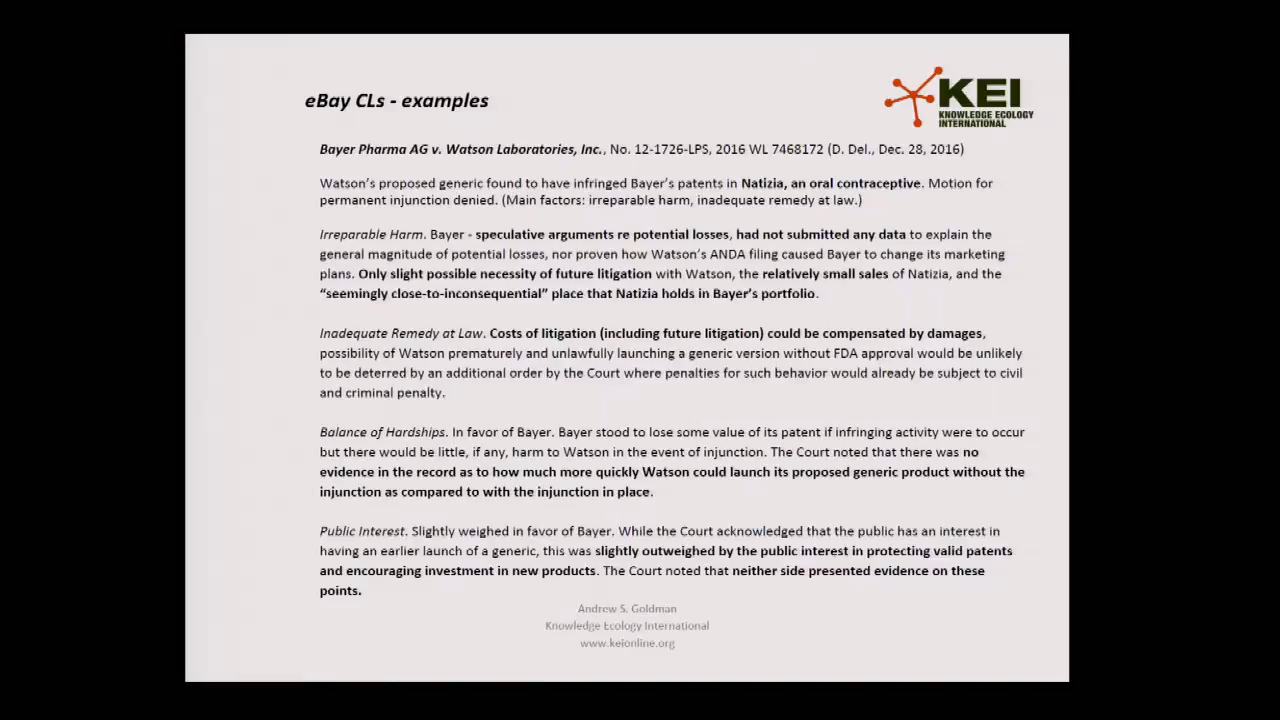 eBay CLs - examples
KEI
KNOWLEDGE ECOLOGY
INTERNATIONAL
Bayer Pharma AG v. Watson Laboratories, Inc., No. 12-1726-LPS, 2016 WL 7468172 (D. Del., Dec. 28, 2016)
Watson's proposed generic found to have infringed Bayer's patents in Natizia, an oral contraceptive. Motion for
permanent injunction denied. (Main factors: irreparable harm, inadequate remedy at law.)
Irreparable Harm. Bayer - speculative arguments re potential losses, had not submitted any data to explain the
general magnitude of potential losses, nor proven how Watson's ANDA filing caused Bayer to change its marketing
plans. Only slight possible necessity of future litigation with Watson, the relatively small sales of Natizia, and the
"seemingly close-to-inconsequential" place that Natizia holds in Bayer's portfolio.
Inadequate Remedy at Law. Costs of litigation (including future litigation) could be compensated by damages,
possibility of Watson prematurely and unlawfully launching a generic version without FDA approval would be unlikely
to be deterred by an additional order by the Court where penalties for such behavior would already be subject to civil
and criminal penalty.
Balance of Hardships. In favor of Bayer. Bayer stood to lose some value of its patent if infringing activity were to occur
but there would be little, if any, harm to Watson in the event of injunction. The Court noted that there was no
evidence in the record as to how much more quickly Watson could launch its proposed generic product without the
injunction as compared to with the injunction in place.
Public Interest. Slightly weighed in favor of Bayer. While the Court acknowledged that the public has an interest in
having an earlier launch of a generic, this was slightly outweighed by the public interest in protecting valid patents
and encouraging investment in new products. The Court noted that neither side presented evidence on these
points.
Andrew S. Goldman
Knowledge Ecology International
www.keionline.org